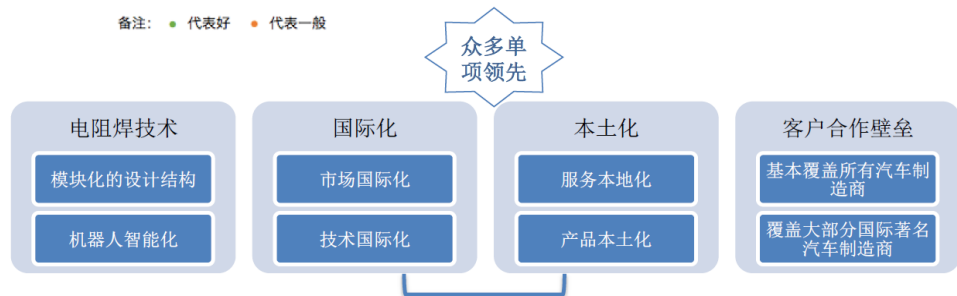 备注： ● 代表好 ● 代表一般
众多单
项领先
电阻焊技术
模块化的设计结构
机器人智能化
国际化
市场国际化
技术国际化
本土化
服务本地化
产品本土化
客户合作壁垒
基本覆盖所有汽车制
造商
覆盖大部分国际著名
汽车制造商